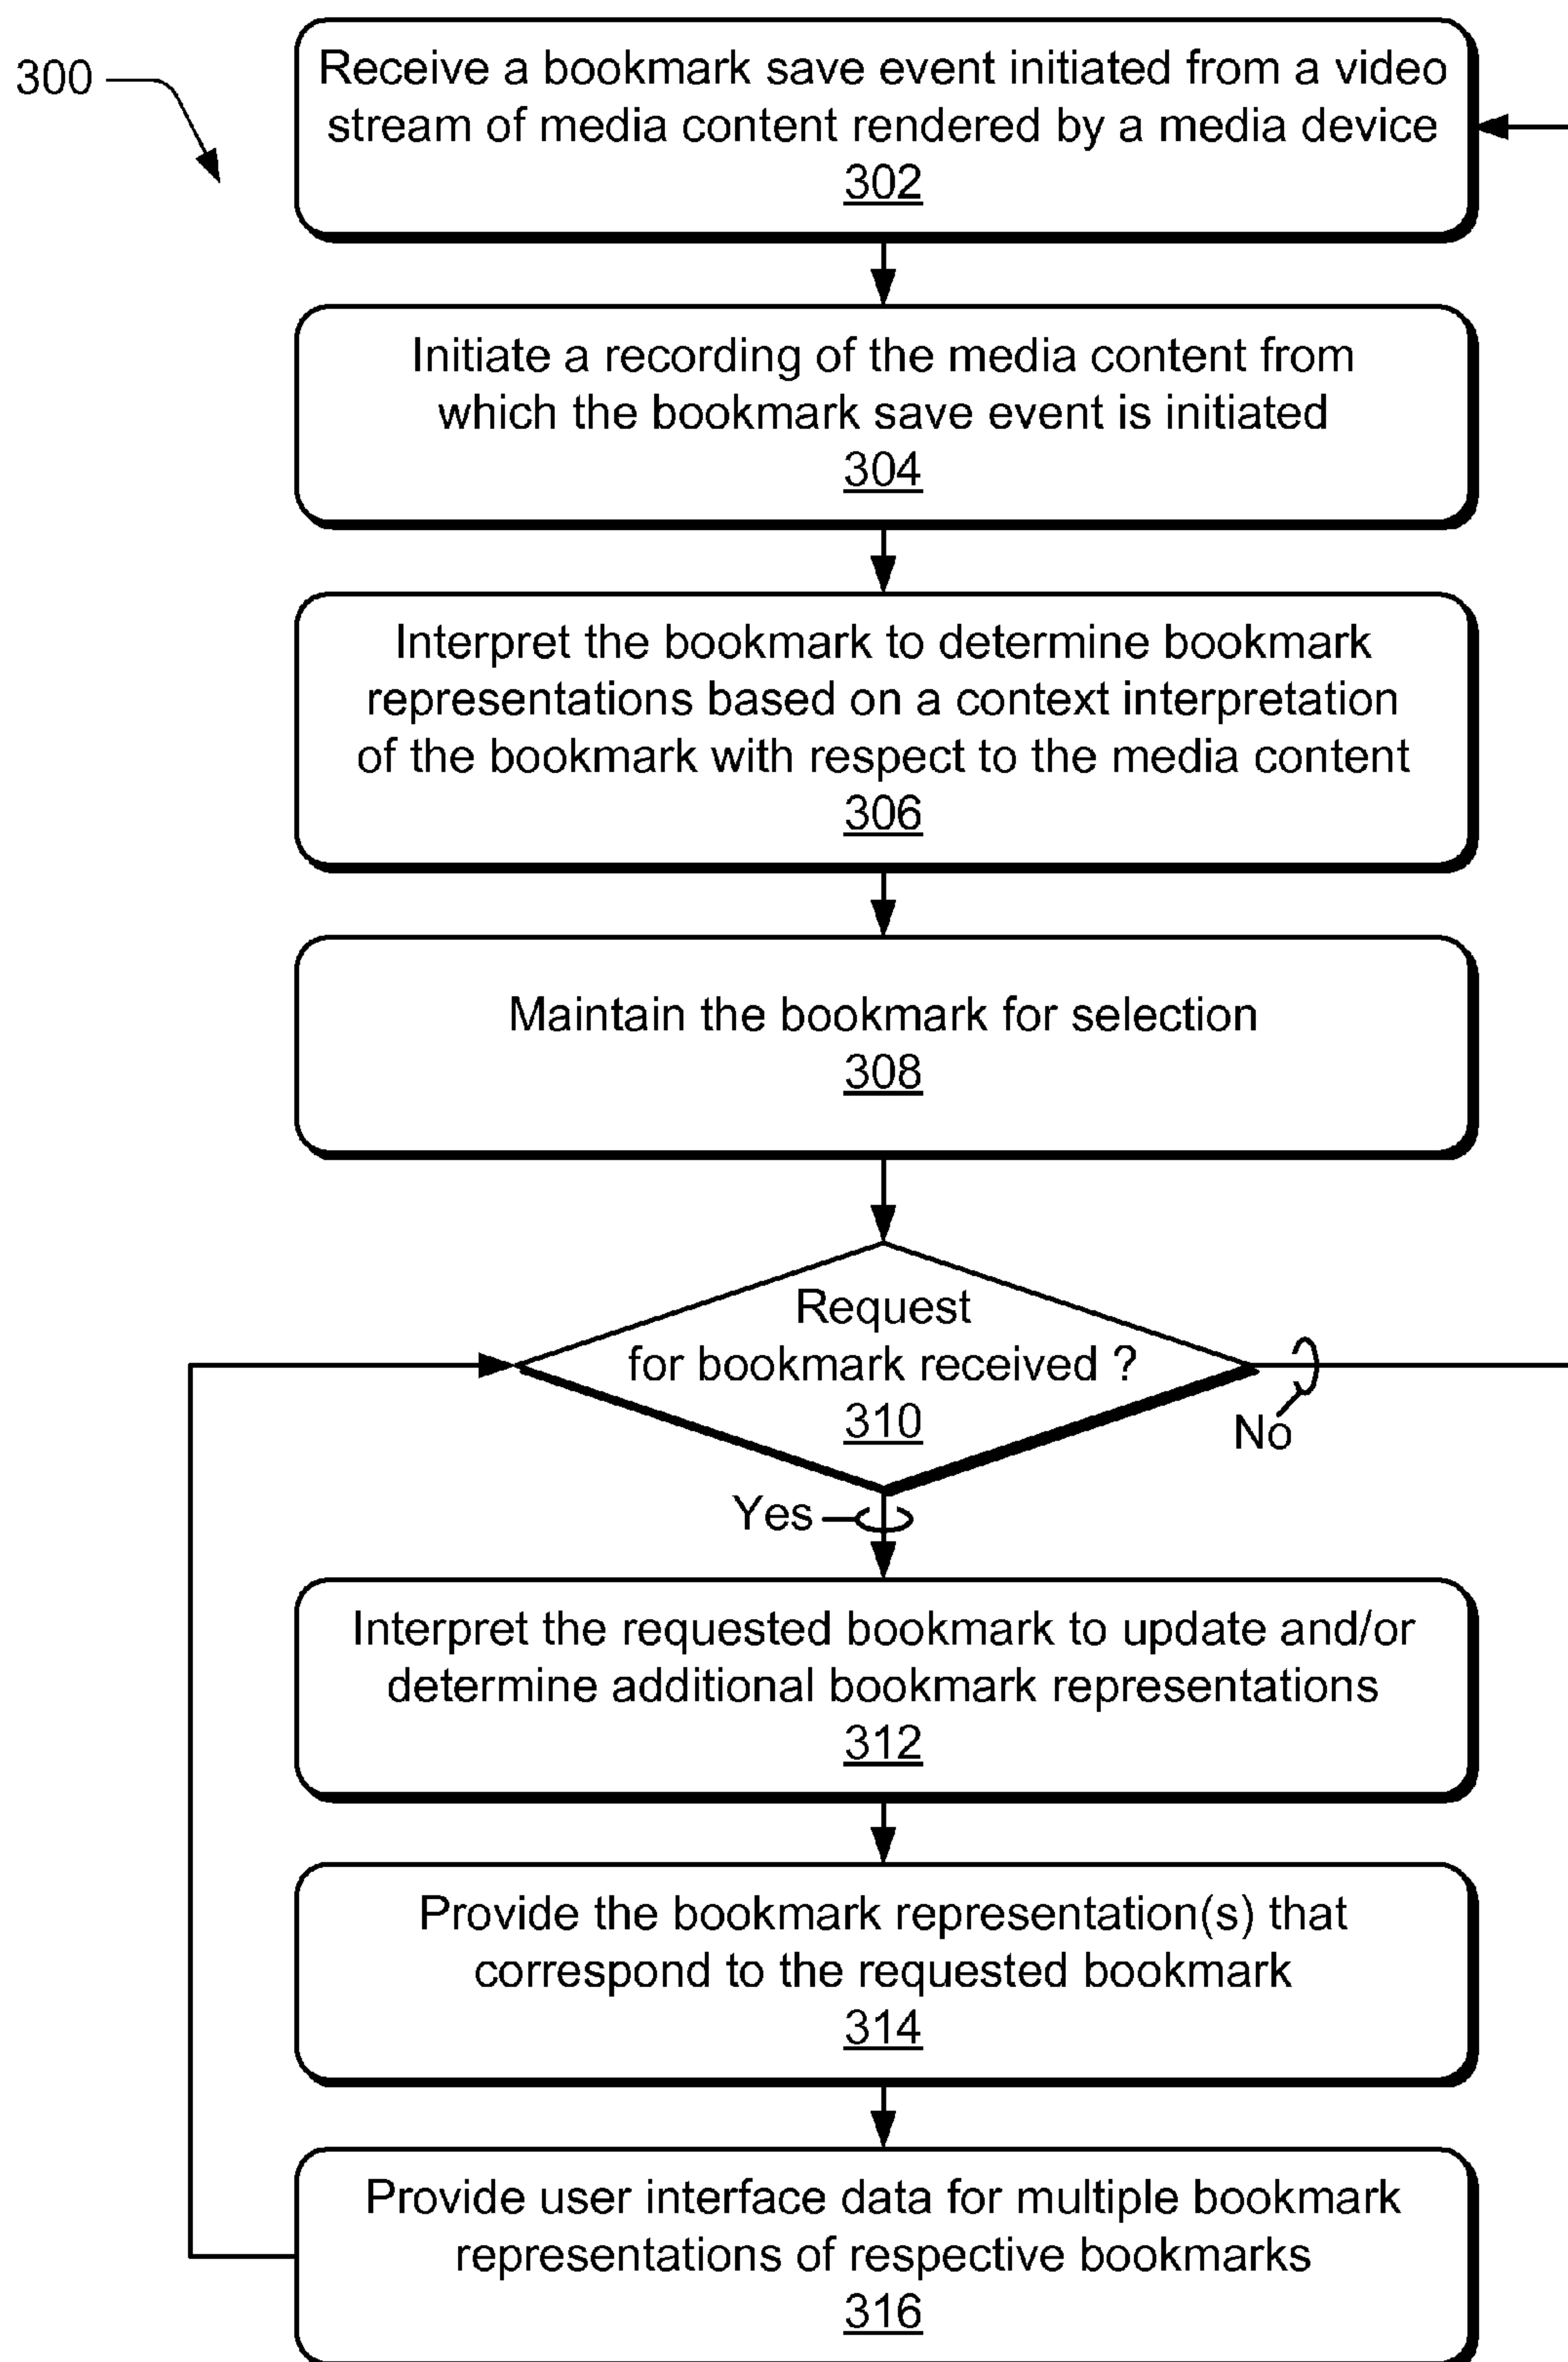 300
Receive a bookmark save event initiated from a video
stream of media content rendered by a media device
302
Initiate a recording of the media content from
which the bookmark save event is initiated
304
Interpret the bookmark to determine bookmark
representations based on a context interpretation
of the bookmark with respect to the media content
306
Maintain the bookmark for selection
308
Request
for bookmark received ?
310
No
Yes
Interpret the requested bookmark to update and/or
determine additional bookmark representations
312
Provide the bookmark representation(s) that
correspond to the requested bookmark
314
Provide user interface data for multiple bookmark
representations of respective bookmarks
316